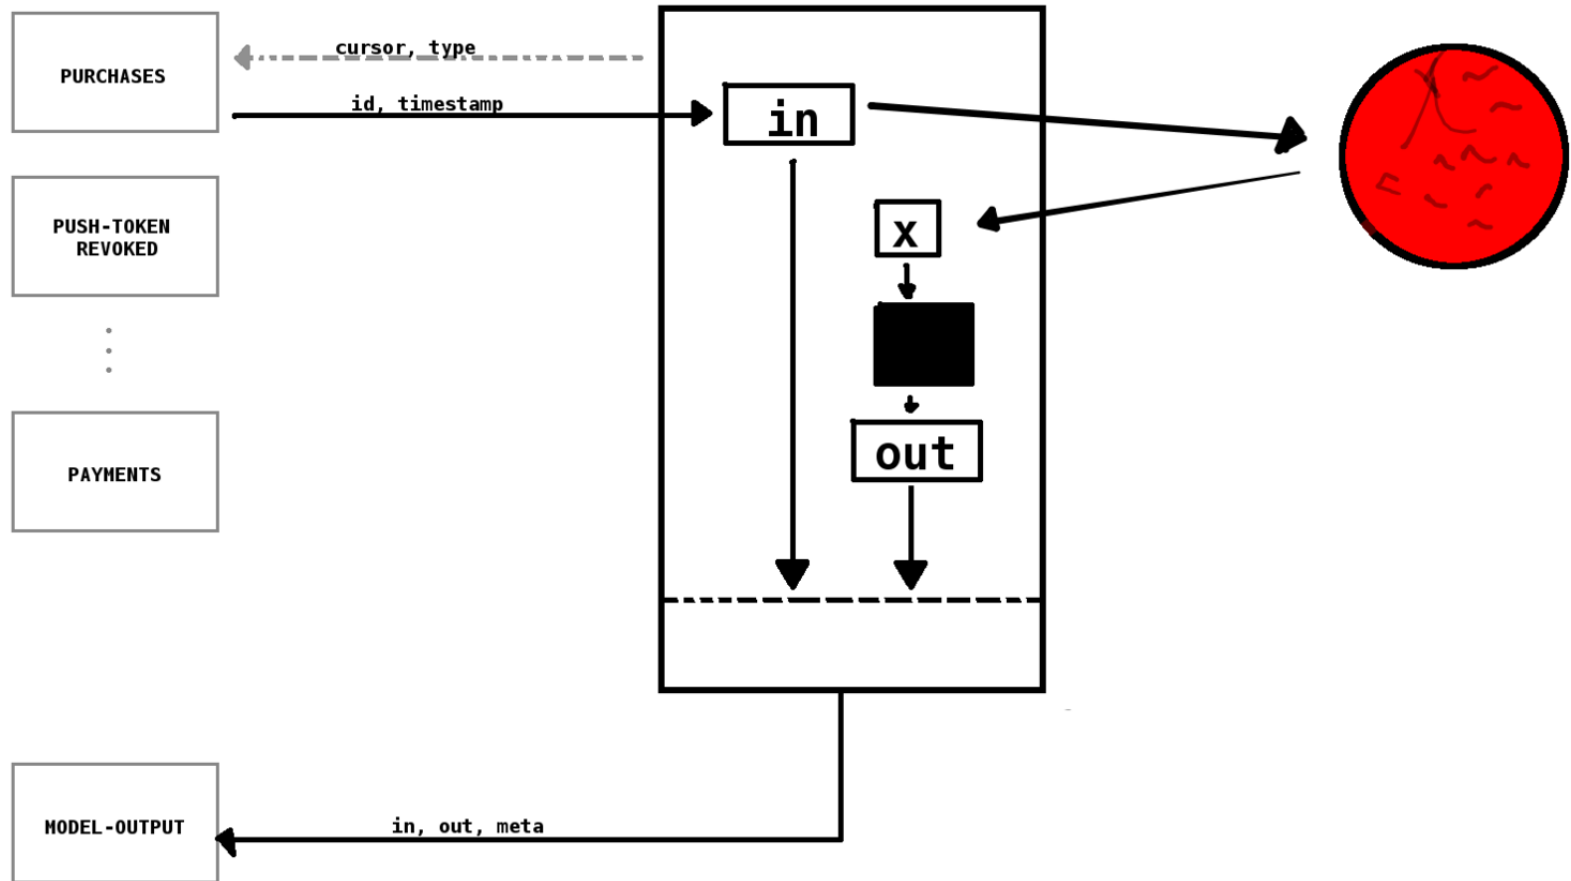 PURCHASES
cursor, type
id, timestamp
in
PUSH-TOKEN
REVOKED
x
out
PAYMENTS
MODEL-OUTPUT
in, out, meta